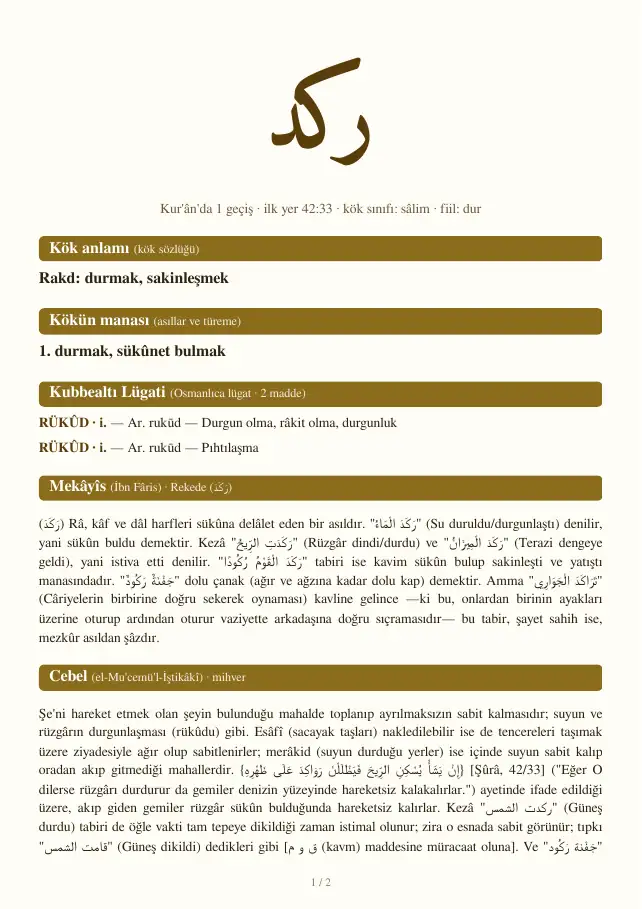 ركد
Kur'ân'da 1 geçiş · ilk yer 42:33 · kök sınıfı: sâlim · fiil: dur
Kök anlamı (kök sözlüğü)
Rakd: durmak, sakinleşmek
Kökün manası (asıllar ve türeme)
1. durmak, sükûnet bulmak
Kubbealtı Lügati (Osmanlıca lügat · 2 madde)
RÜKÛD · i. — Ar. rukūd — Durgun olma, râkit olma, durgunluk
RÜKÛD · i. — Ar. rukūd — Pıhtılaşma
Mekâyîs (İbn Fâris) · Rekede (رَكَدَ)
(رَكَدَ) Râ, kâf ve dâl harfleri sükûna delâlet eden bir asıldır. "رَكَدَ الْمَاءُ" (Su duruldu/durgunlaştı) denilir,
yani sükûn buldu demektir. Kezâ "رَكَدَتِ الرِّيحُ" (Rüzgâr dindi/durdu) ve "رَكَدَ الْمِيزَانُ" (Terazi dengeye
geldi), yani istiva etti denilir. "رَكَدَ الْقَوْمُ رُكُودًا" tabiri ise kavim sükûn bulup sakinleşti ve yatıştı
manasındadır. "جَفْنَةٌ رَكُودٌ" dolu çanak (ağır ve ağzına kadar dolu kap) demektir. Amma "تَرَاكَدَ الْجَوَارِي"
(Câriyelerin birbirine doğru sekerek oynaması) kavline gelince —ki bu, onlardan birinin ayakları
üzerine oturup ardından oturur vaziyette arkadaşına doğru sıçramasıdır— bu tabir, şayet sahih ise,
mezkûr asıldan şâzdır.
Cebel (el-Mu'cemü'l-İştikâkî) · mihver
Şe'ni hareket etmek olan şeyin bulunduğu mahalde toplanıp ayrılmaksızın sabit kalmasıdır; suyun ve
rüzgârın durgunlaşması (rükûdu) gibi. Esâfî (sacayak taşları) nakledilebilir ise de tencereleri taşımak
üzere ziyadesiyle ağır olup sabitlenirler; merâkid (suyun durduğu yerler) ise içinde suyun sabit kalıp
oradan akıp gitmediği mahallerdir. {إِنْ يَشَأْ يُسْكِنِ الرِّيحَ فَيَظْلَلْنَ رَوَاكِدَ عَلَى ظَهْرِهِ} [Şûrâ, 42/33] ("Eğer O
dilerse rüzgârı durdurur da gemiler denizin yüzeyinde hareketsiz kalakalırlar.") ayetinde ifade edildiği
üzere, akıp giden gemiler rüzgâr sükûn bulduğunda hareketsiz kalırlar. Kezâ "ركدت الشمس" (Güneş
durdu) tabiri de öğle vakti tam tepeye dikildiği zaman istimal olunur; zira o esnada sabit görünür; tıpkı
"قامت الشمس" (Güneş dikildi) dedikleri gibi [ق و م (kavm) maddesine müracaat oluna]. Ve "جَفْنة رَكُود"
1 / 2